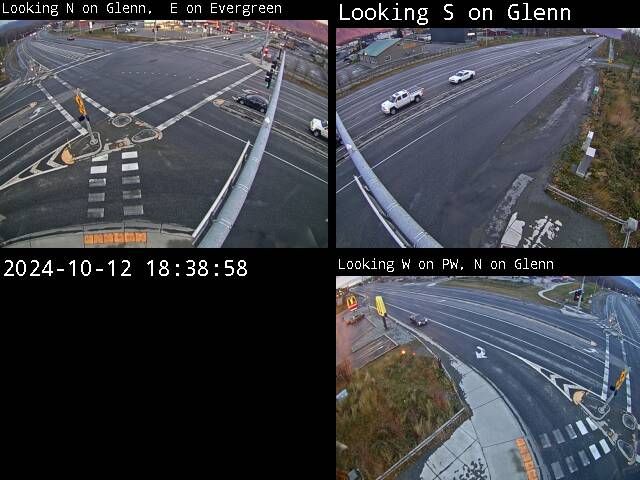 Looking N on Glenn,  E on Evergreen
Looking S on Glenn
2024-10-12 18:38:58
Looking W on PW, N on Glenn